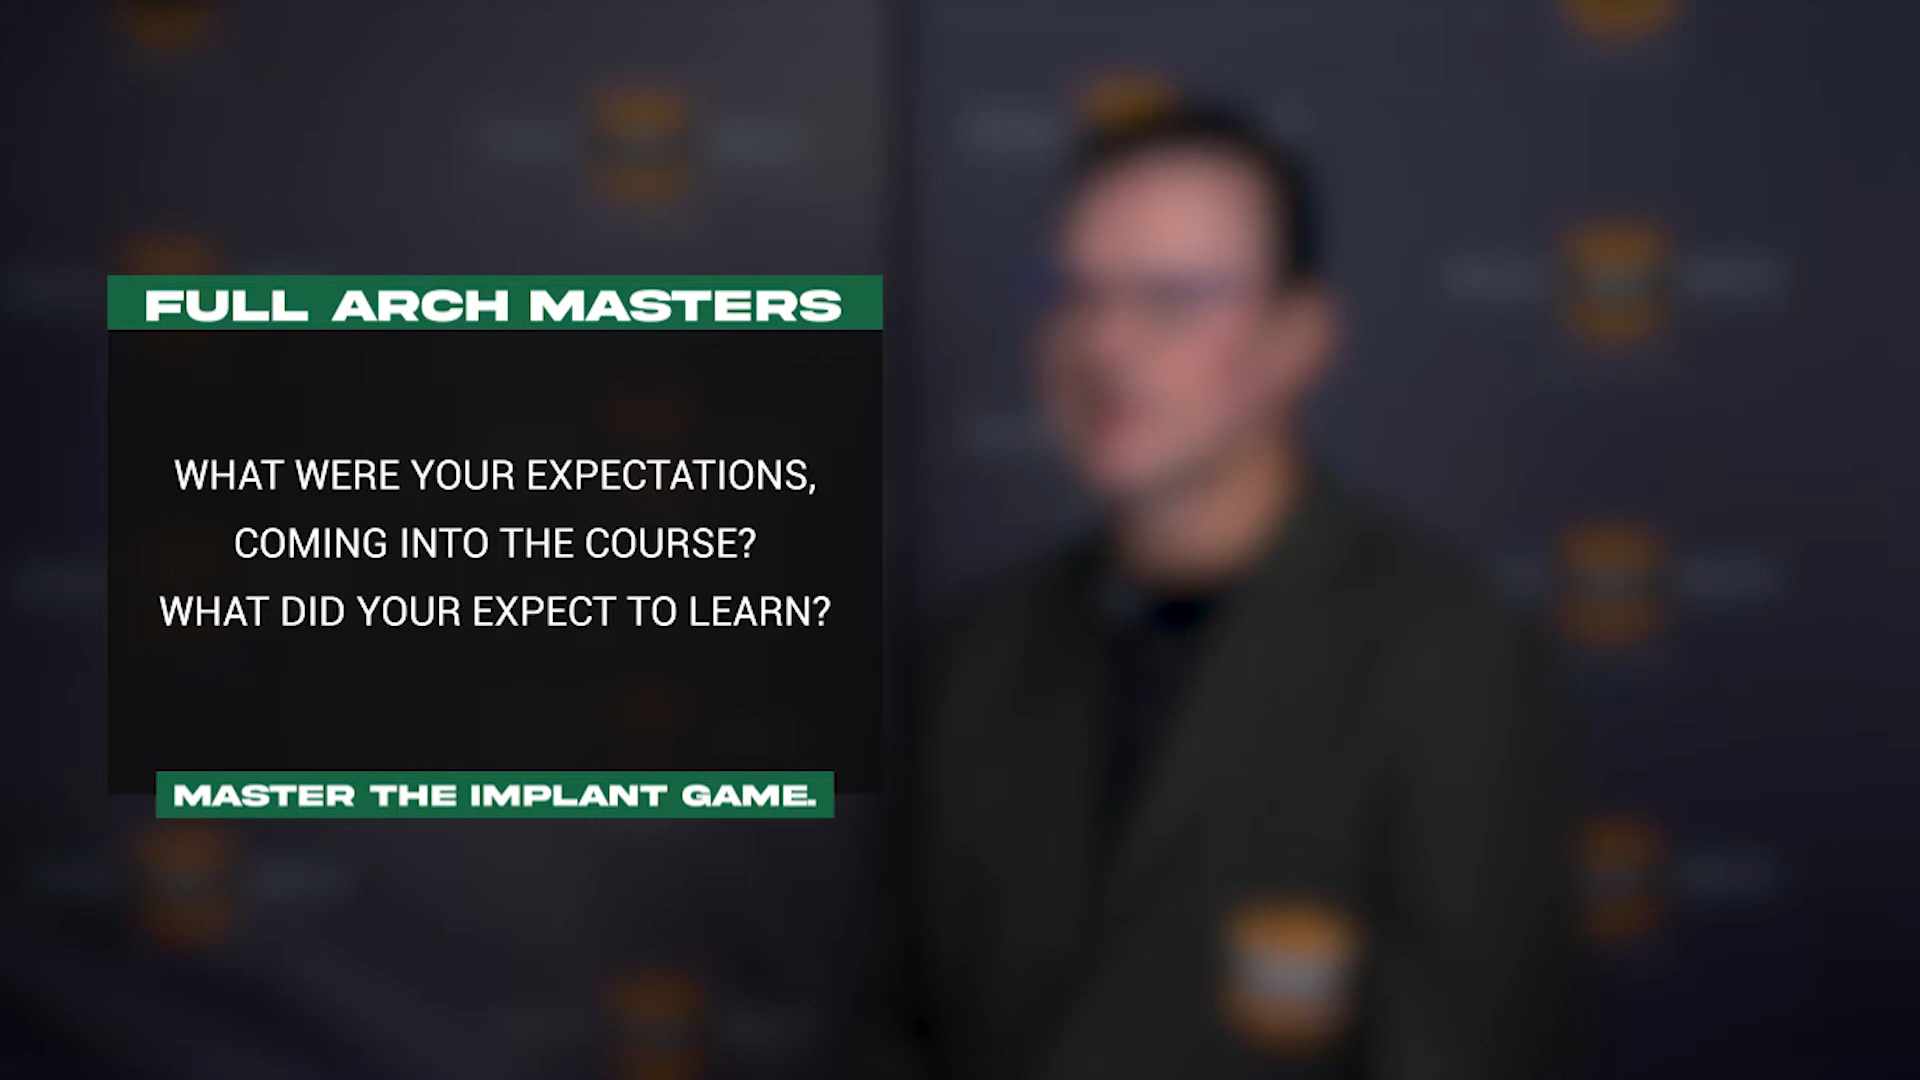 FULL ARCH MASTERS
WHAT WERE YOUR EXPECTATIONS,
COMING INTO THE COURSE?
WHAT DID YOUR EXPECT TO LEARN?
MASTER THE IMPLANT GAME.